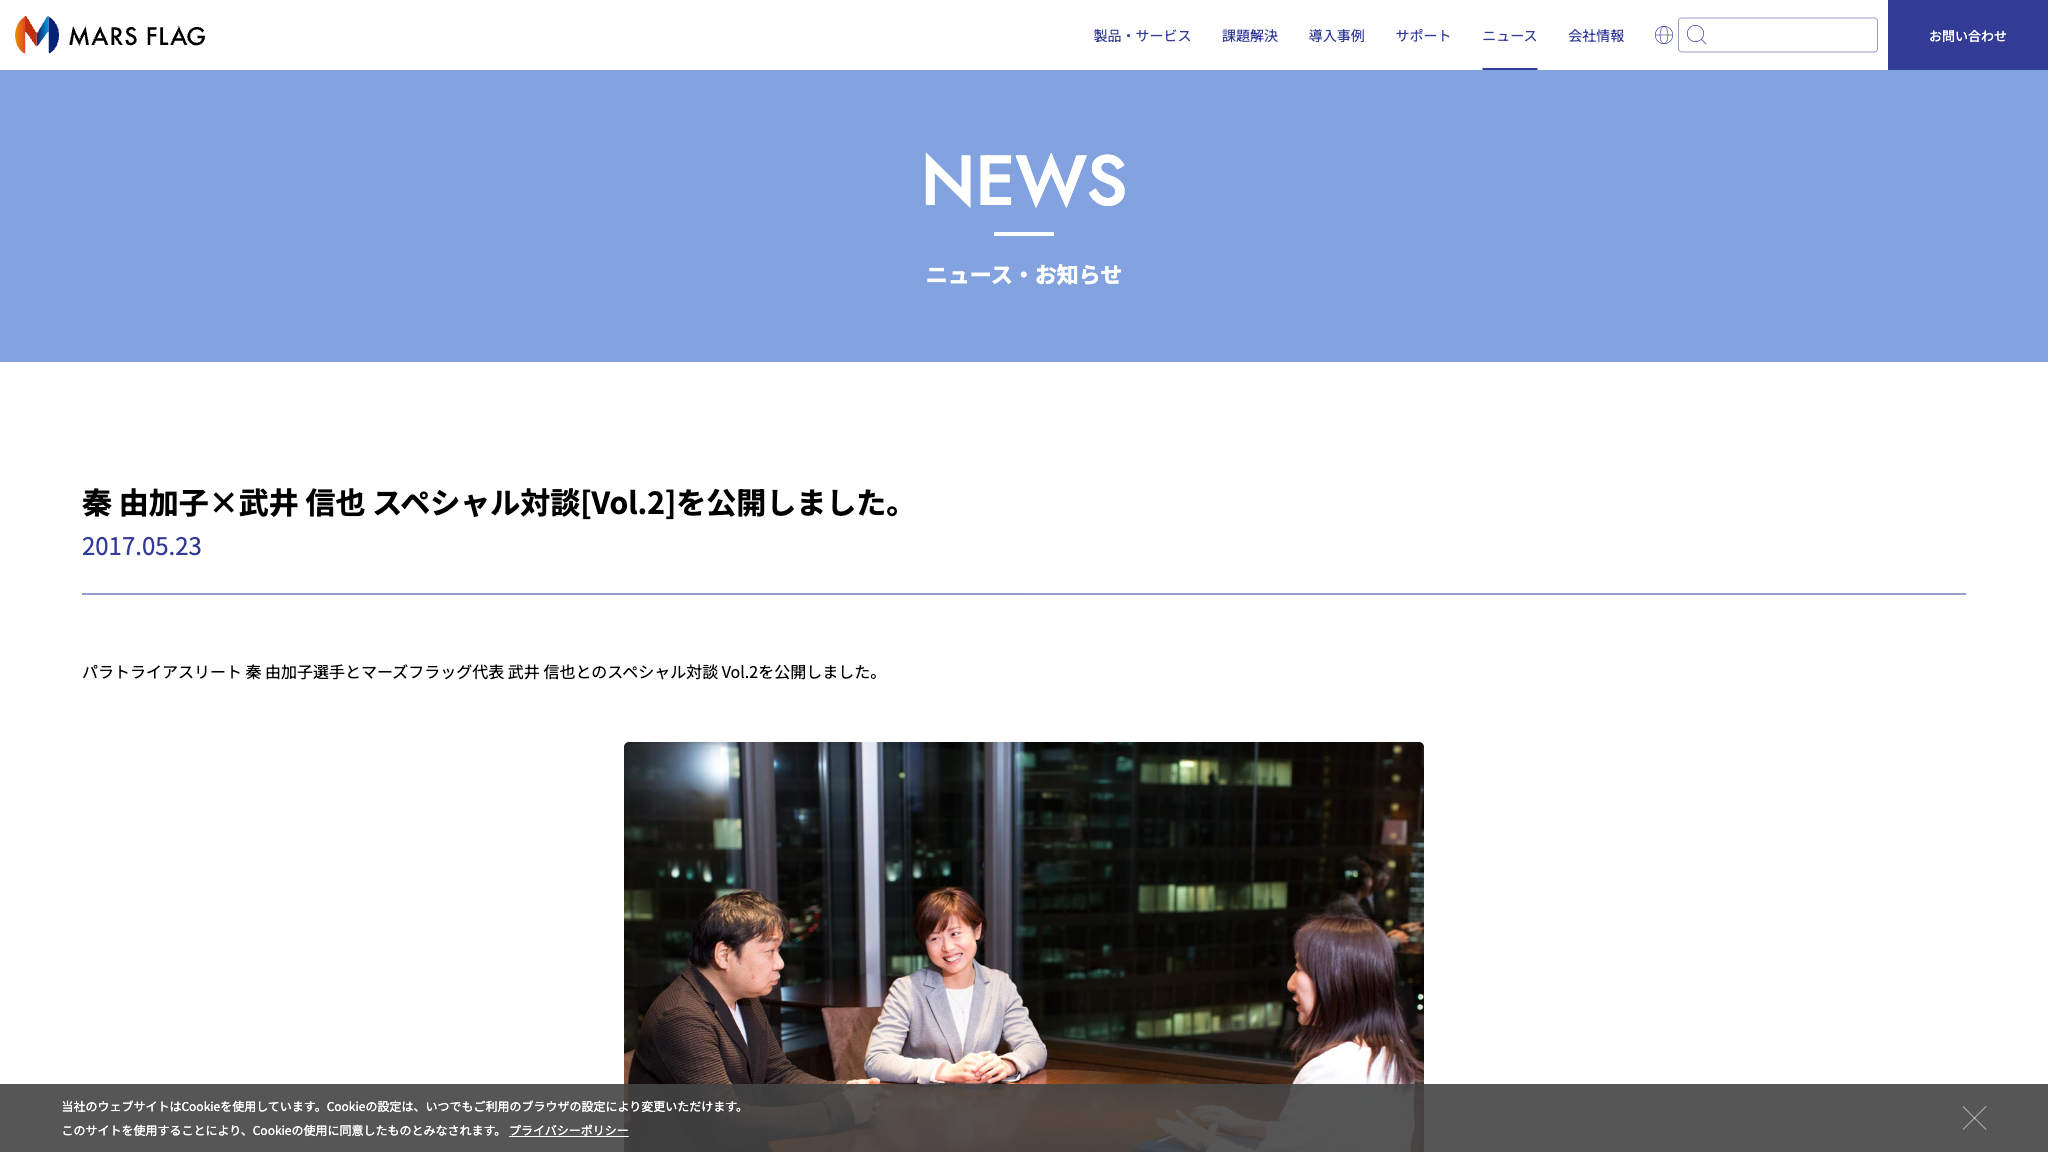 MARS FLAG
製品・サービス
課題解決
導入事例
サポート
ニュース
会社情報
お問い合わせ
NEWS
ニュース・お知らせ
秦 由加子×武井 信也 スペシャル対談[Vol.2]を公開しました。
2017.05.23
パラトライアスリート 秦 由加子選手とマーズフラッグ代表 武井 信也とのスペシャル対談 Vol.2を公開しました。
当社のウェブサイトはCookieを使用しています。Cookieの設定は、いつでもご利用のブラウザの設定により変更いただけます。
このサイトを使用することにより、Cookieの使用に同意したものとみなされます。 プライバシーポリシー